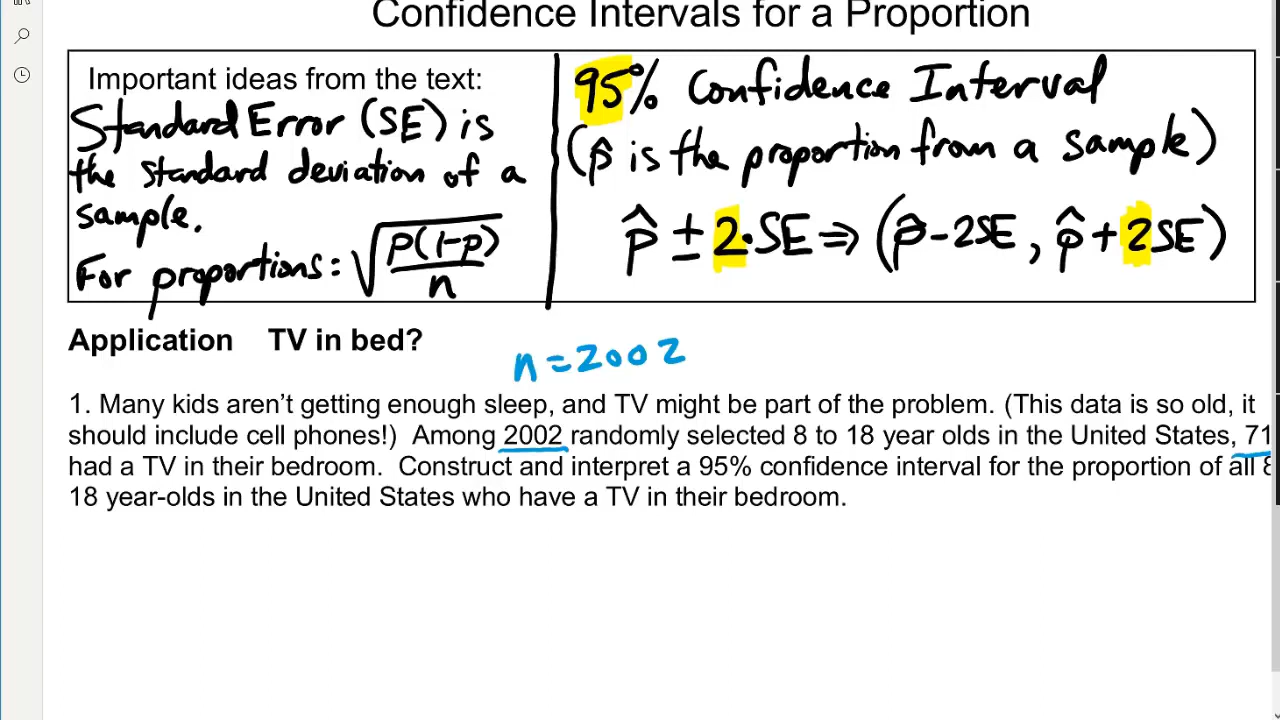 Confidence Intervals for a Proportion
Important ideas from the text:
Standard Error (SE) is
the standard deviation of a
sample.
For proportions: √(p(1-p)/n)
95% Confidence Interval
(p̂ is the proportion from a sample)
p̂ ± 2·SE ⇒ (p̂ - 2SE, p̂ + 2SE)
Application TV in bed?
n = 2002
1. Many kids aren't getting enough sleep, and TV might be part of the problem. (This data is so old, it
should include cell phones!) Among 2002 randomly selected 8 to 18 year olds in the United States, 71
had a TV in their bedroom. Construct and interpret a 95% confidence interval for the proportion of all
18 year-olds in the United States who have a TV in their bedroom.